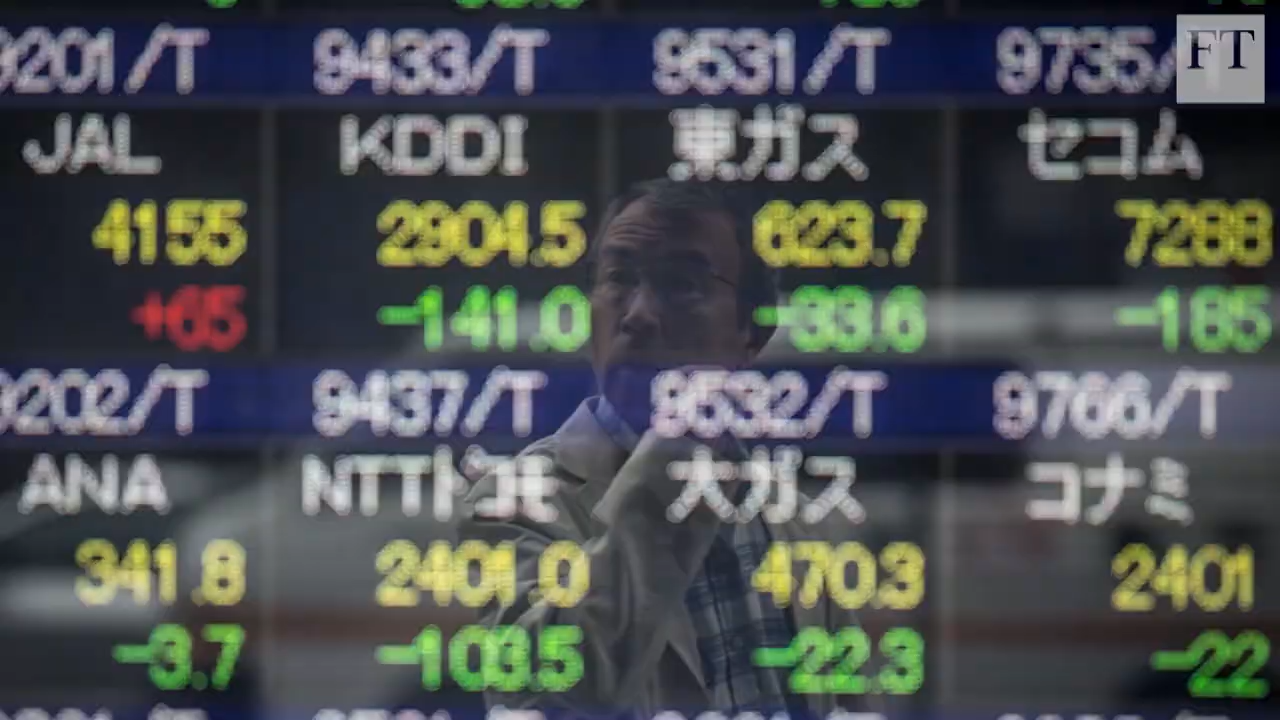 9201/T 9433/T 9531/T 9735/T
FT
JAL KDDI 東ガス セコム
4155 2904.5 623.7 7288
+65 -141.0 -33.6 -185
9202/T 9437/T 9532/T 9766/T
ANA NTTドコモ 大ガス コナミ
341.8 2401.0 470.3 2401
-3.7 -103.5 -22.3 -22